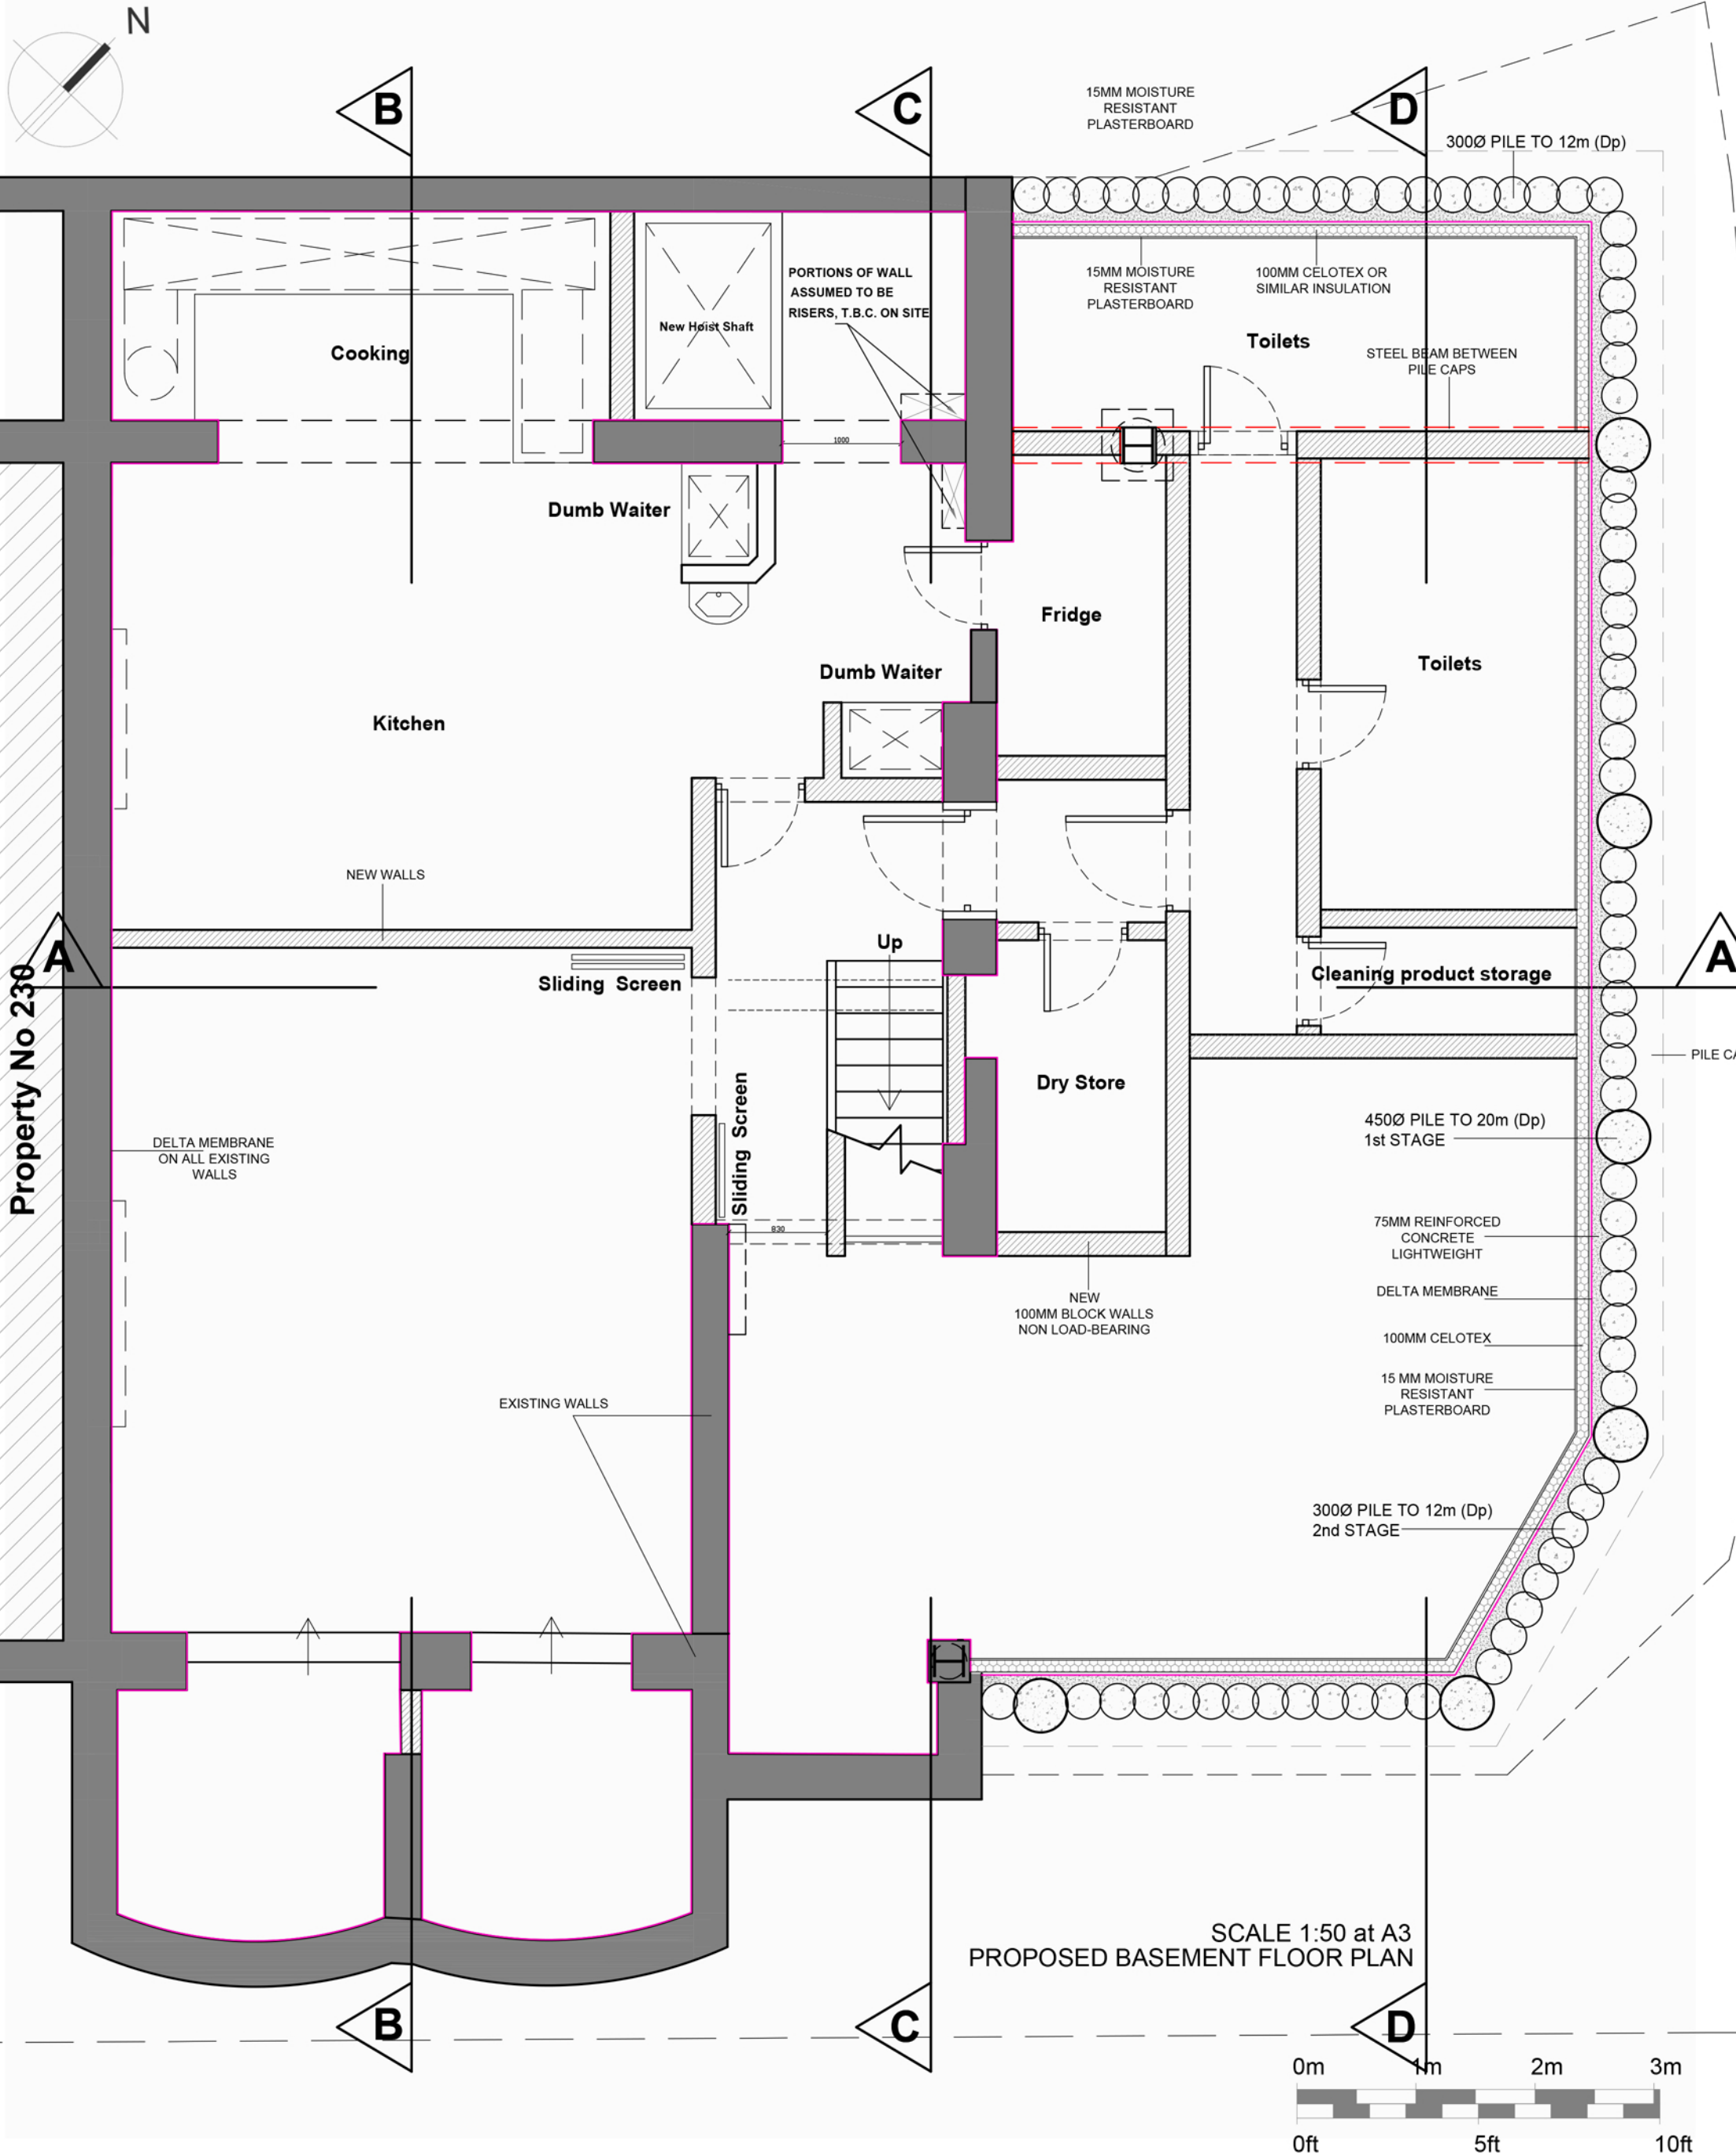 N
B
C
D
15MM MOISTURE
RESISTANT
PLASTERBOARD
300Ø PILE TO 12m (Dp)
PORTIONS OF WALL
ASSUMED TO BE
RISERS, T.B.C. ON SITE
15MM MOISTURE
RESISTANT
PLASTERBOARD
100MM CELOTEX OR
SIMILAR INSULATION
New Hoist Shaft
Cooking
Toilets
STEEL BEAM BETWEEN
PILE CAPS
1000
Dumb Waiter
Fridge
Toilets
Dumb Waiter
Kitchen
NEW WALLS
A
Up
A
Sliding Screen
Cleaning product storage
Property No 230
PILE CA
Dry Store
DELTA MEMBRANE
ON ALL EXISTING
WALLS
Sliding Screen
450Ø PILE TO 20m (Dp)
1st STAGE
830
75MM REINFORCED
CONCRETE
LIGHTWEIGHT
NEW
100MM BLOCK WALLS
NON LOAD-BEARING
DELTA MEMBRANE
100MM CELOTEX
15 MM MOISTURE
RESISTANT
PLASTERBOARD
EXISTING WALLS
300Ø PILE TO 12m (Dp)
2nd STAGE
SCALE 1:50 at A3
PROPOSED BASEMENT FLOOR PLAN
B
C
D
0m 1m 2m 3m
0ft 5ft 10ft